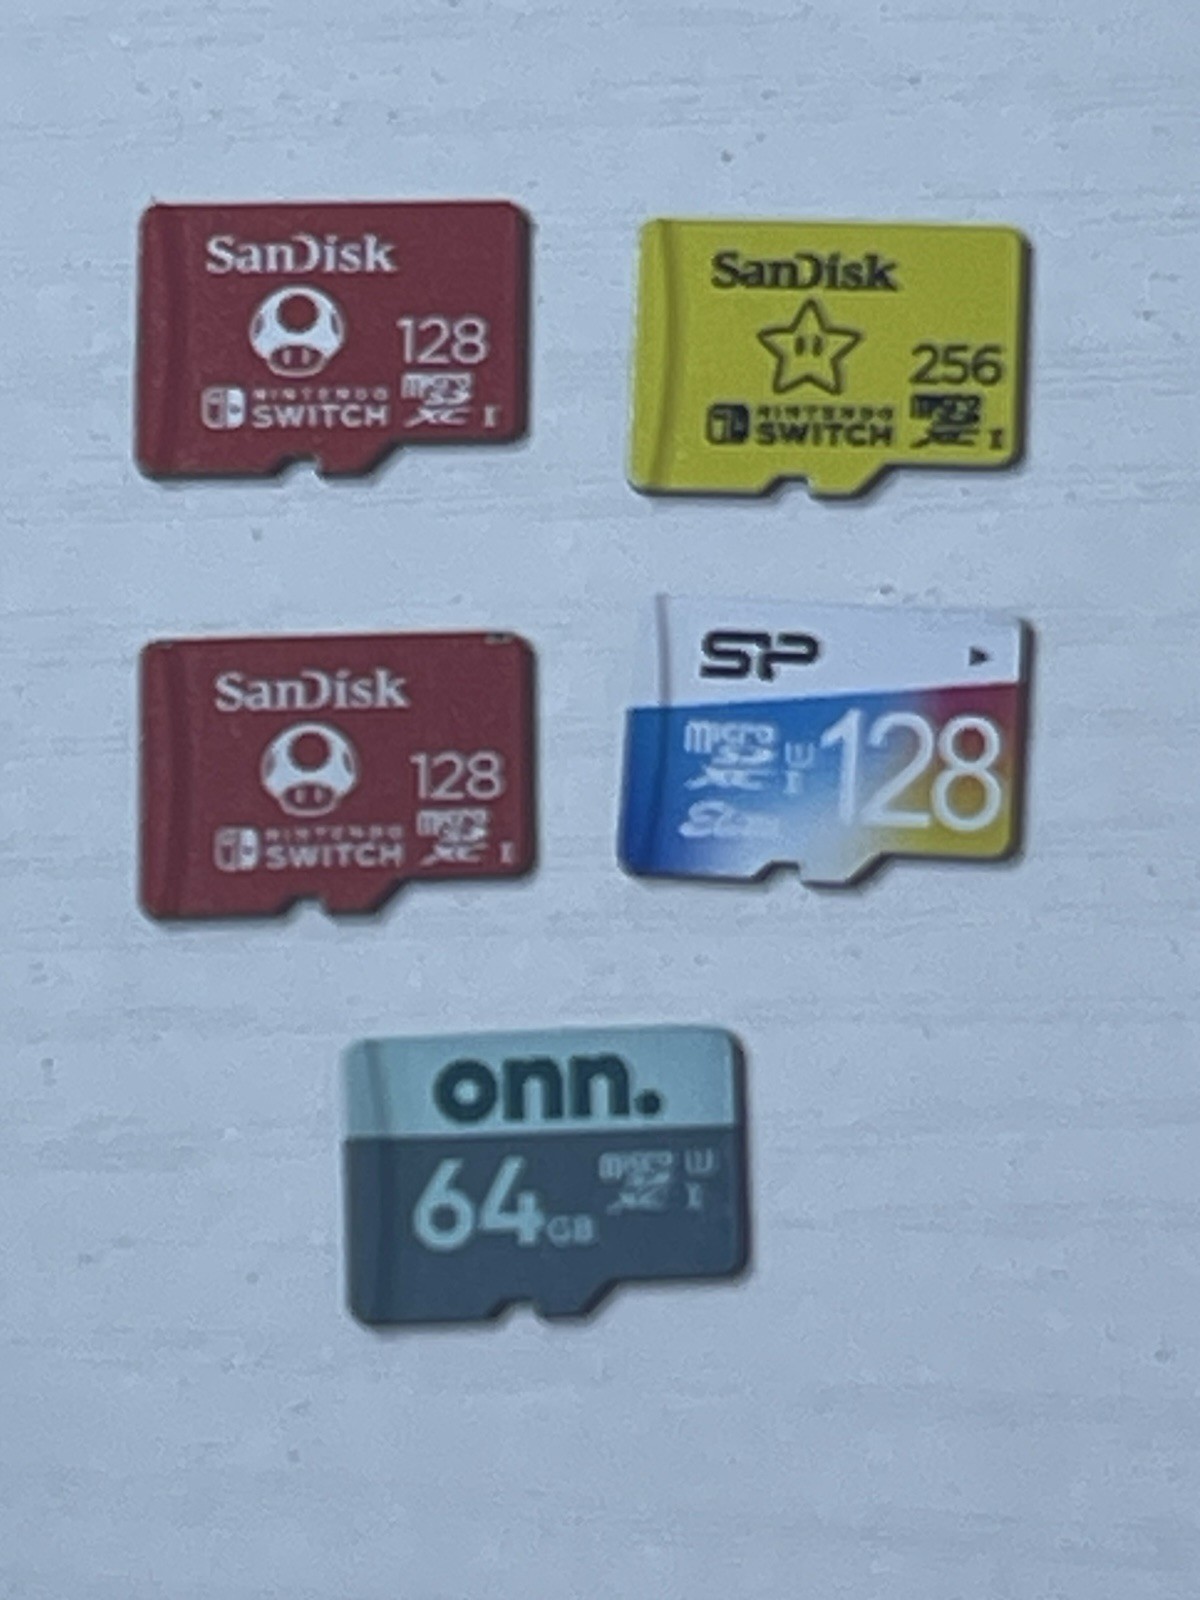 SanDisk
128
NINTENDO
SWITCH
micro
SD
XC I
SanDisk
256
NINTENDO
SWITCH
micro
SD
XC I
SanDisk
128
NINTENDO
SWITCH
micro
SD
XC I
SP
micro
SD
XC I
128
Elite
onn.
64GB
micro
SD
XC I